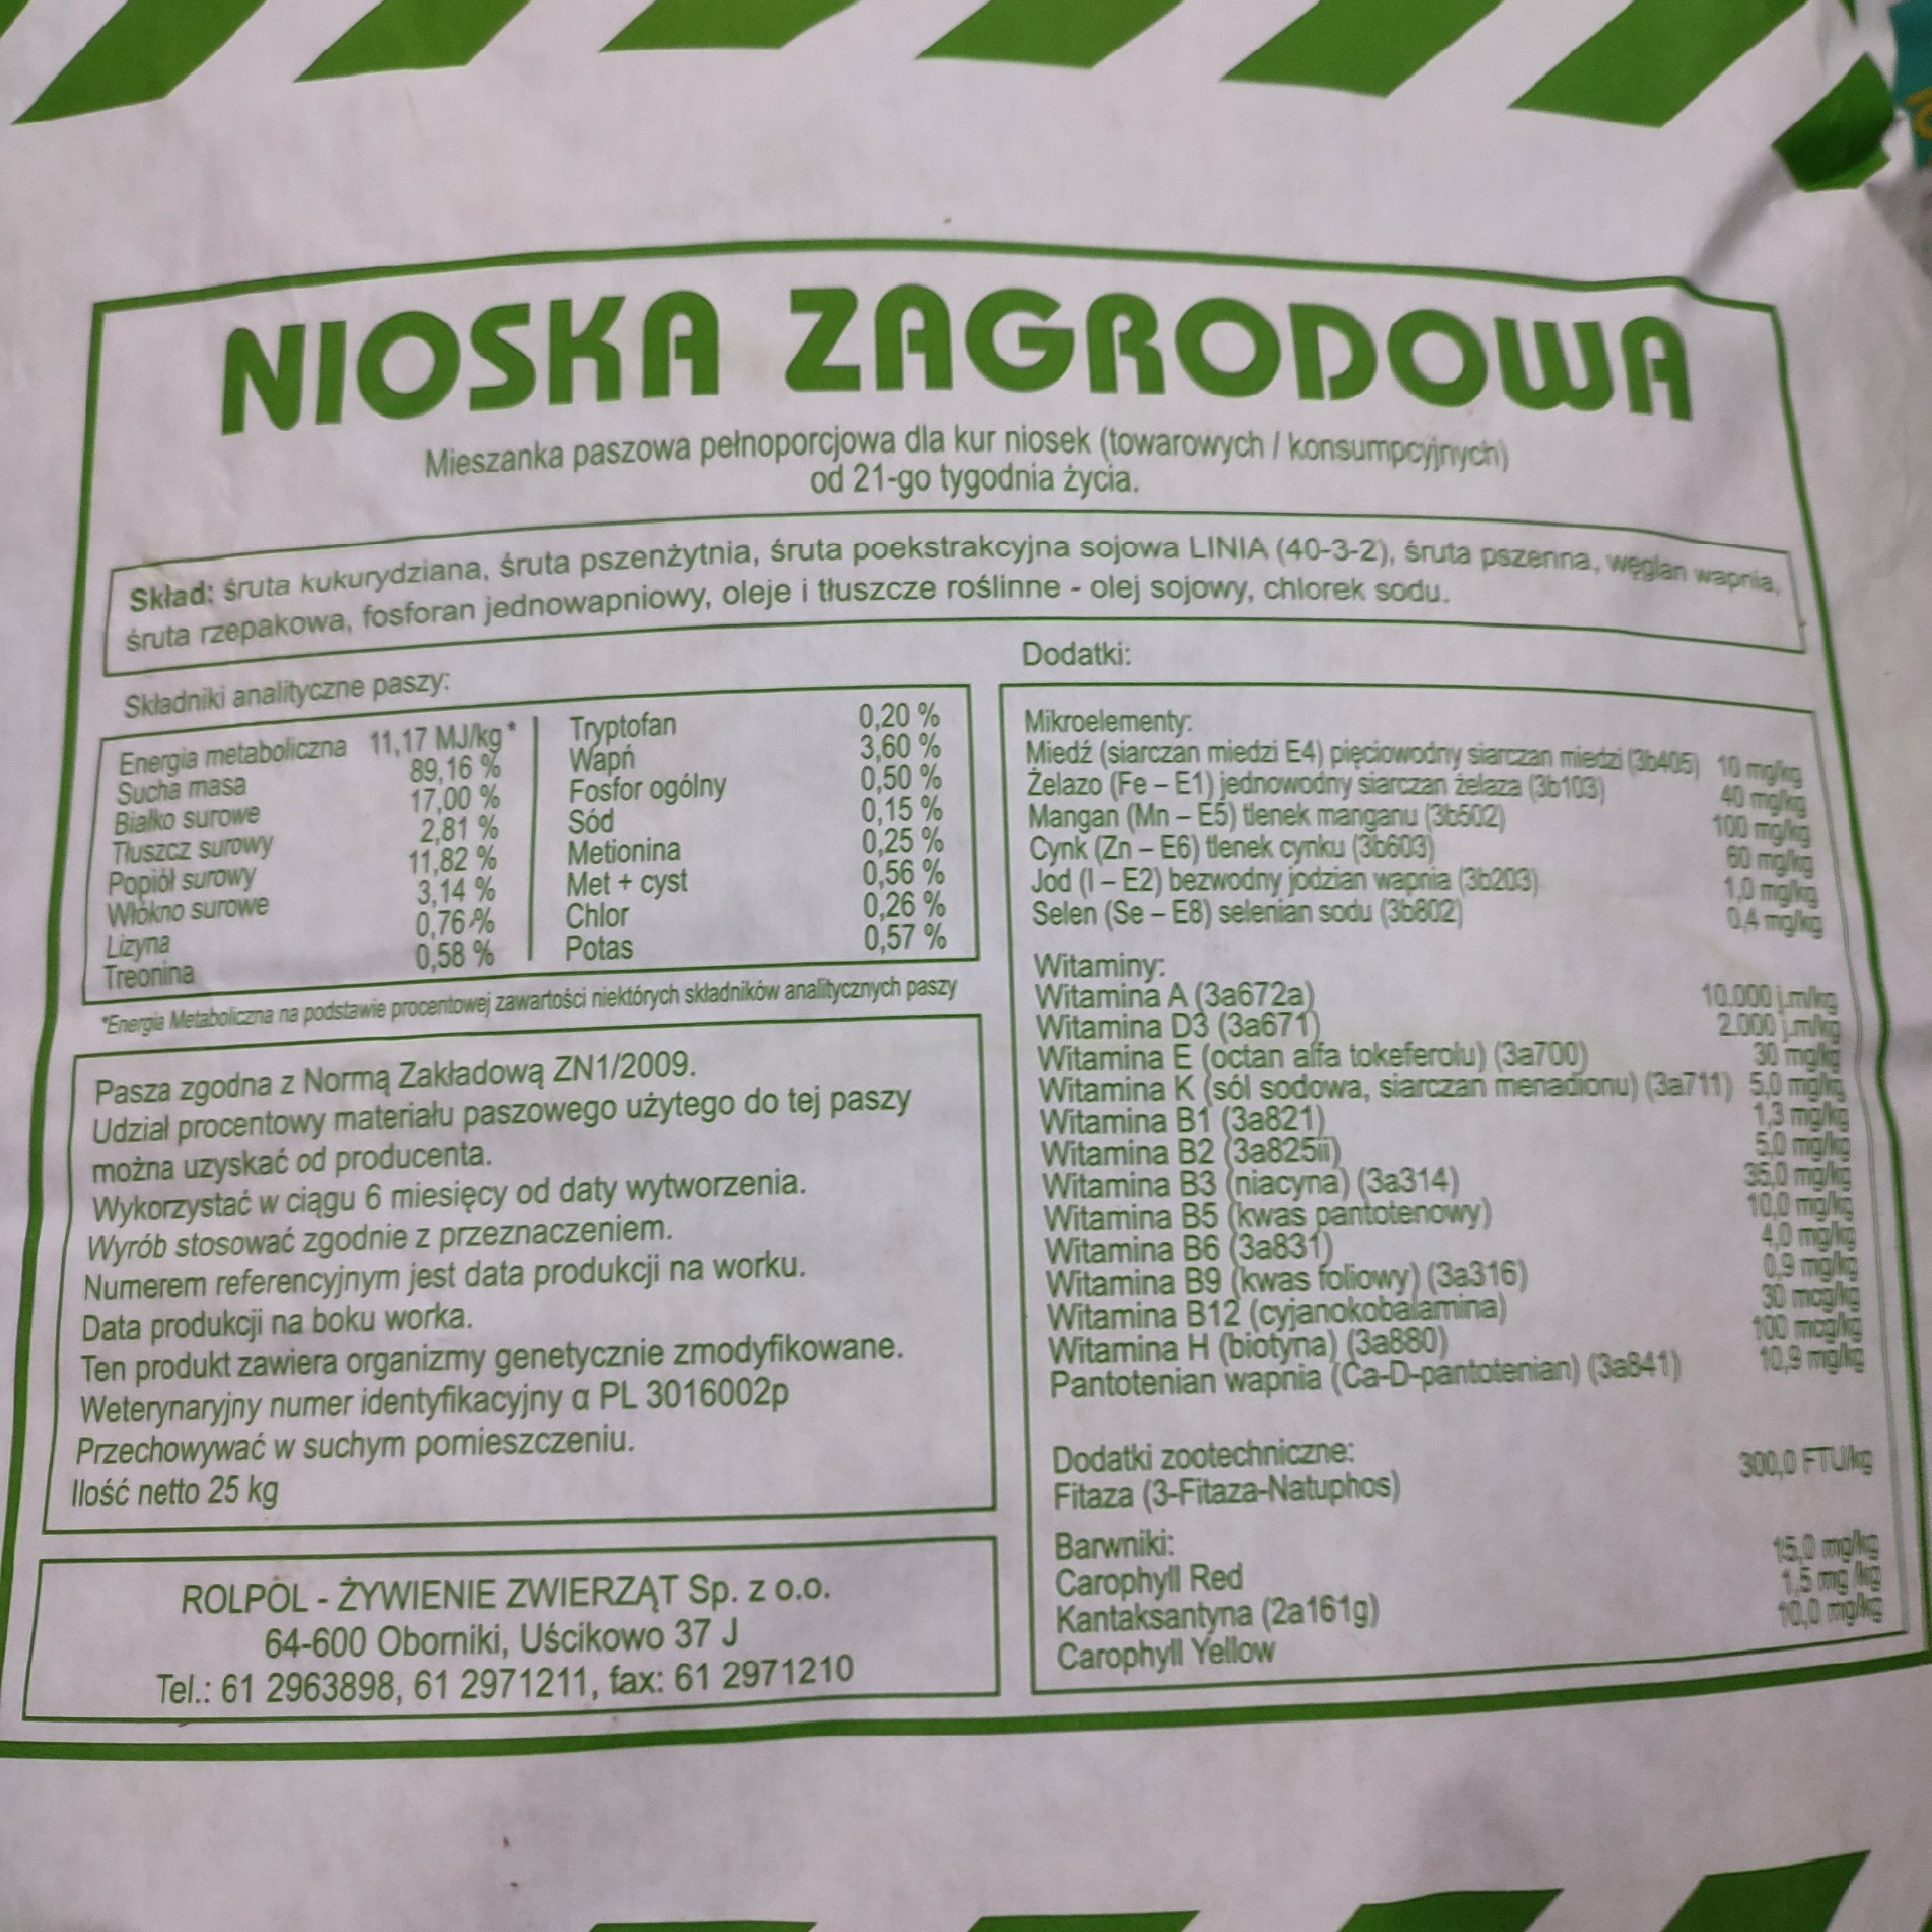 NIOSKA ZAGRODOWA
Mieszanka paszowa pełnoporcjowa dla kur niosek (towarowych / konsumpcyjnych)
od 21-go tygodnia życia.
Skład: śruta kukurydziana, śruta pszenżytnia, śruta poekstrakcyjna sojowa LINIA (40-3-2), śruta pszenna, węglan wapnia,
śruta rzepakowa, fosforan jednowapniowy, oleje i tłuszcze roślinne - olej sojowy, chlorek sodu.
Składniki analityczne paszy:
Energia metaboliczna 11,17 MJ/kg *
Sucha masa 89,16 %
Białko surowe 17,00 %
Tłuszcz surowy 2,81 %
Popiół surowy 11,82 %
Włókno surowe 3,14 %
Lizyna 0,76 %
Treonina 0,58 %
Tryptofan 0,20 %
Wapń 3,60 %
Fosfor ogólny 0,50 %
Sód 0,15 %
Metionina 0,25 %
Met + cyst 0,56 %
Chlor 0,26 %
Potas 0,57 %
*Energia Metaboliczna na podstawie procentowej zawartości niektórych składników analitycznych paszy
Pasza zgodna z Normą Zakładową ZN1/2009.
Udział procentowy materiału paszowego użytego do tej paszy
można uzyskać od producenta.
Wykorzystać w ciągu 6 miesięcy od daty wytworzenia.
Wyrób stosować zgodnie z przeznaczeniem.
Numerem referencyjnym jest data produkcji na worku.
Data produkcji na boku worka.
Ten produkt zawiera organizmy genetycznie zmodyfikowane.
Weterynaryjny numer identyfikacyjny α PL 3016002p
Przechowywać w suchym pomieszczeniu.
Ilość netto 25 kg
ROLPOL - ŻYWIENIE ZWIERZĄT Sp. z o.o.
64-600 Oborniki, Uścikowo 37 J
Tel.: 61 2963898, 61 2971211, fax: 61 2971210
Dodatki:
Mikroelementy:
Miedź (siarczan miedzi E4) pięciowodny siarczan miedzi (3b405) 10 mg/kg
Żelazo (Fe – E1) jednowodny siarczan żelaza (3b103) 40 mg/kg
Mangan (Mn – E5) tlenek manganu (3b502) 100 mg/kg
Cynk (Zn – E6) tlenek cynku (3b603) 60 mg/kg
Jod (I – E2) bezwodny jodzian wapnia (3b203) 1,0 mg/kg
Selen (Se – E8) selenian sodu (3b802) 0,4 mg/kg
Witaminy:
Witamina A (3a672a) 10.000 j.m/kg
Witamina D3 (3a671) 2.000 j.m/kg
Witamina E (octan alfa tokeferolu) (3a700) 30 mg/kg
Witamina K (sól sodowa, siarczan menadionu) (3a711) 5,0 mg/kg
Witamina B1 (3a821) 1,3 mg/kg
Witamina B2 (3a825ii) 5,0 mg/kg
Witamina B3 (niacyna) (3a314) 35,0 mg/kg
Witamina B5 (kwas pantotenowy) 10,0 mg/kg
Witamina B6 (3a831) 4,0 mg/kg
Witamina B9 (kwas foliowy) (3a316) 0,9 mg/kg
Witamina B12 (cyjanokobalamina) 30 mcg/kg
Witamina H (biotyna) (3a880) 100 mcg/kg
Pantotenian wapnia (Ca-D-pantotenian) (3a841) 10,9 mg/kg
Dodatki zootechniczne:
Fitaza (3-Fitaza-Natuphos) 300,0 FTU/kg
Barwniki:
Carophyll Red 15,0 mg/kg
Kantaksantyna (2a161g) 1,5 mg/kg
Carophyll Yellow 10,0 mg/kg